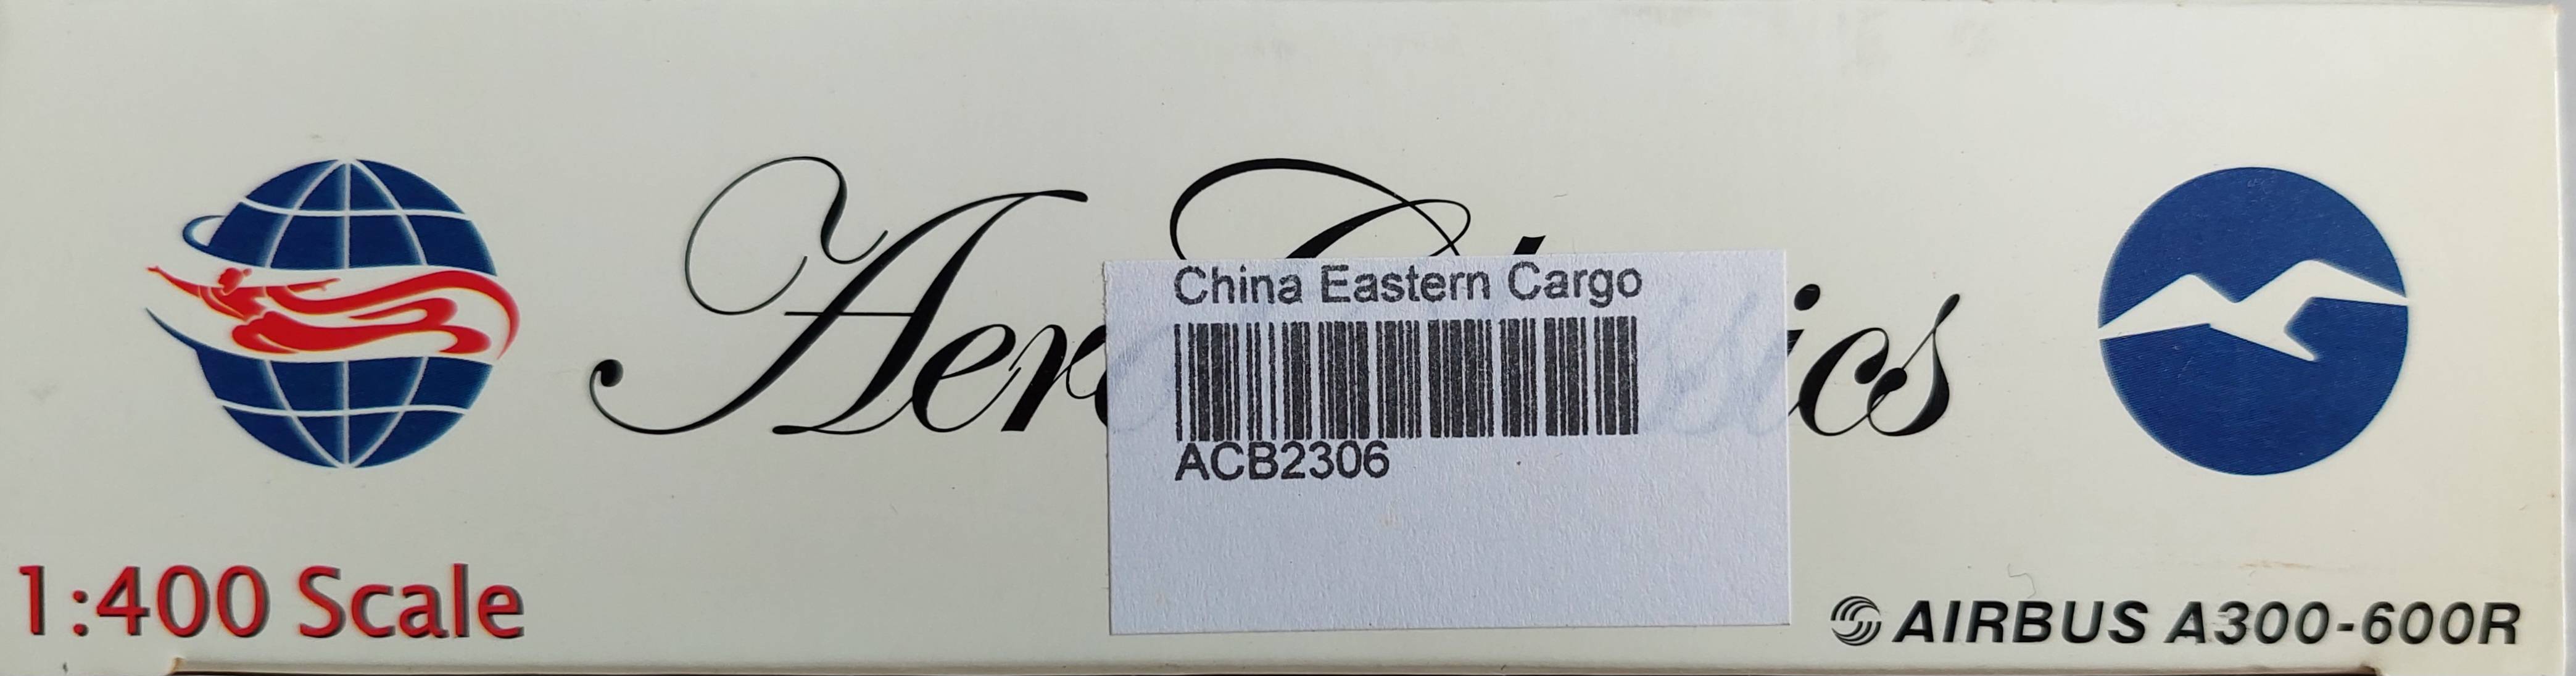 China Eastern Cargo
ACB2306
1:400 Scale
AIRBUS A300-600R